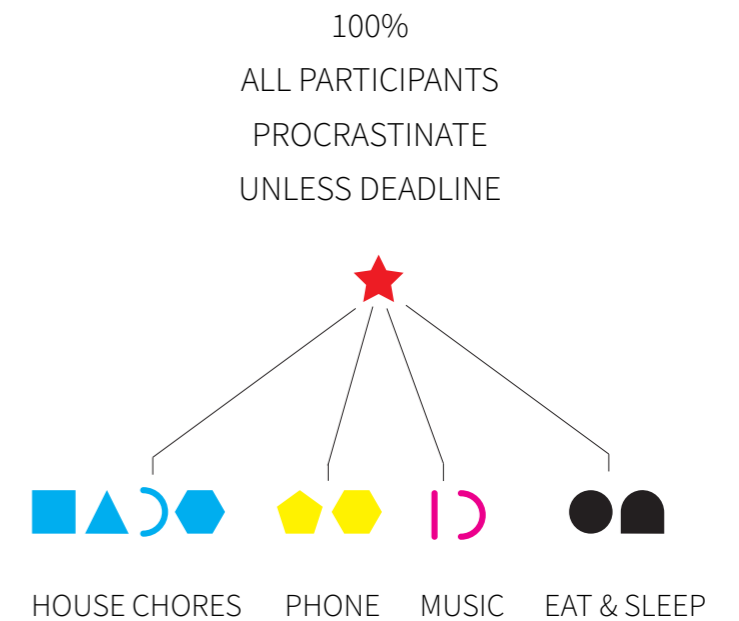 100%
ALL PARTICIPANTS
PROCRASTINATE
UNLESS DEADLINE
HOUSE CHORES
PHONE
MUSIC
EAT & SLEEP